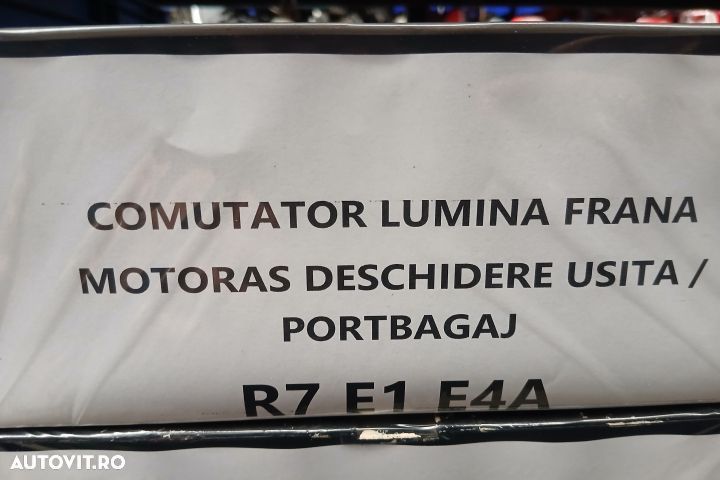 COMUTATOR LUMINA FRANA
MOTORAS DESCHIDERE USITA /
PORTBAGAJ
R7 E1 E4A
AUTOVIT.RO